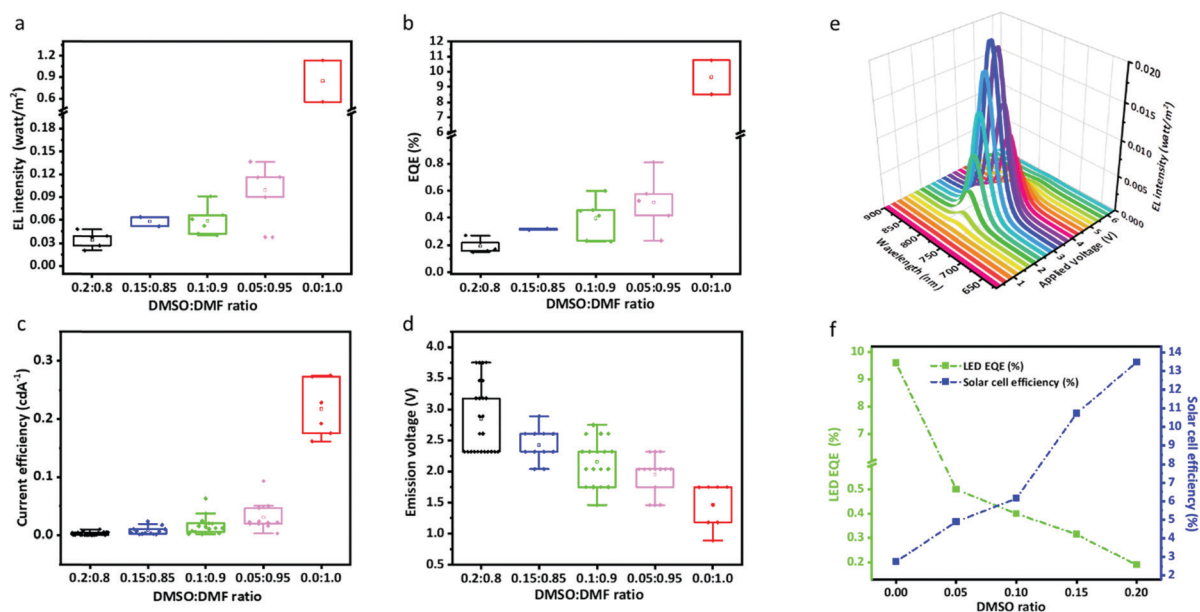 a
EL intensity (watt/m²)
1.2
0.9
0.6
0.18
0.15
0.12
0.09
0.06
0.03
0.00
0.2:0.8 0.15:0.85 0.1:0.9 0.05:0.95 0.0:1.0
DMSO:DMF ratio
b
EQE (%)
12
11
10
9
8
7
6
0.8
0.6
0.4
0.2
0.0
0.2:0.8 0.15:0.85 0.1:0.9 0.05:0.95 0.0:1.0
DMSO:DMF ratio
e
EL intensity (watt/m²)
0.020
0.015
0.010
0.005
0.000
Wavelength (nm)
900
850
800
750
700
650
Applied Voltage (V)
1
2
3
4
5
6
c
Current efficiency (cdA⁻¹)
0.3
0.2
0.1
0.0
0.2:0.8 0.15:0.85 0.1:0.9 0.05:0.95 0.0:1.0
DMSO:DMF ratio
d
Emission voltage (V)
4.0
3.5
3.0
2.5
2.0
1.5
1.0
0.5
0.2:0.8 0.15:0.85 0.1:0.9 0.05:0.95 0.0:1.0
DMSO:DMF ratio
f
LED EQE (%)
10
9
8
7
0.5
0.4
0.3
0.2
LED EQE (%)
Solar cell efficiency (%)
Solar cell efficiency (%)
14
13
12
11
10
9
8
7
6
5
4
3
2
0.00 0.05 0.10 0.15 0.20
DMSO ratio